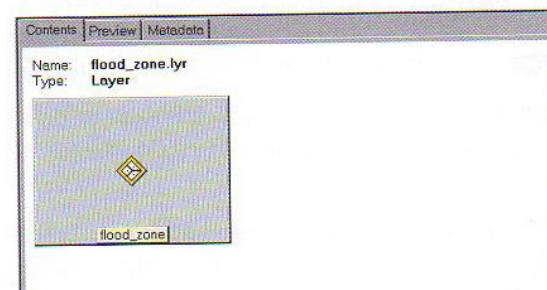 Contents Preview Metadata
Name: flood_zone.lyr
Type: Layer
flood_zone